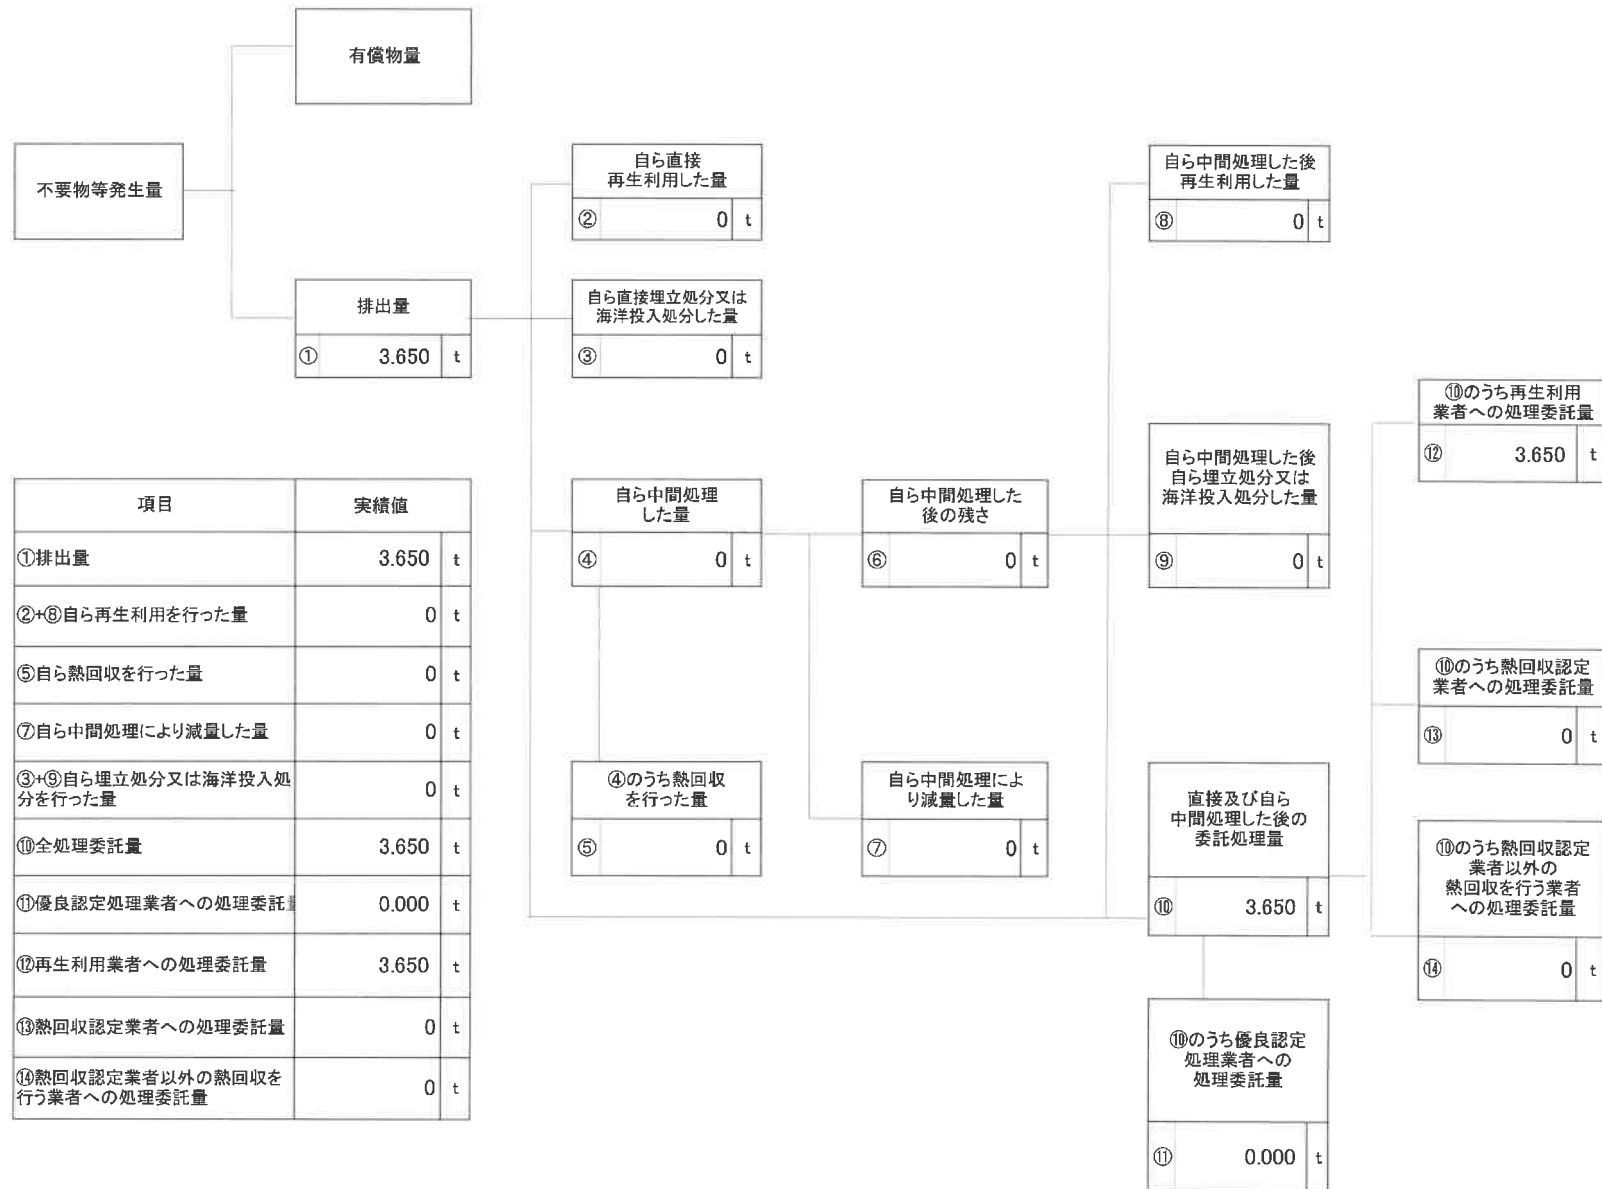 有償物量
不要物等発生量
排出量
① 3.650 t
自ら直接
再生利用した量
② 0 t
自ら直接埋立処分又は
海洋投入処分した量
③ 0 t
自ら中間処理
した量
④ 0 t
④のうち熱回収
を行った量
⑤ 0 t
自ら中間処理した
後の残さ
⑥ 0 t
自ら中間処理によ
り減量した量
⑦ 0 t
自ら中間処理した後
再生利用した量
⑧ 0 t
自ら中間処理した後
自ら埋立処分又は
海洋投入処分した量
⑨ 0 t
直接及び自ら
中間処理した後の
委託処理量
⑩ 3.650 t
⑩のうち優良認定
処理業者への
処理委託量
⑪ 0.000 t
⑩のうち再生利用
業者への処理委託量
⑫ 3.650 t
⑩のうち熱回収認定
業者への処理委託量
⑬ 0 t
⑩のうち熱回収認定
業者以外の
熱回収を行う業者
への処理委託量
⑭ 0 t
項目 実績値
①排出量 3.650 t
②+⑧自ら再生利用を行った量 0 t
⑤自ら熱回収を行った量 0 t
⑦自ら中間処理により減量した量 0 t
③+⑨自ら埋立処分又は海洋投入処
分を行った量 0 t
⑩全処理委託量 3.650 t
⑪優良認定処理業者への処理委託量 0.000 t
⑫再生利用業者への処理委託量 3.650 t
⑬熱回収認定業者への処理委託量 0 t
⑭熱回収認定業者以外の熱回収を
行う業者への処理委託量 0 t